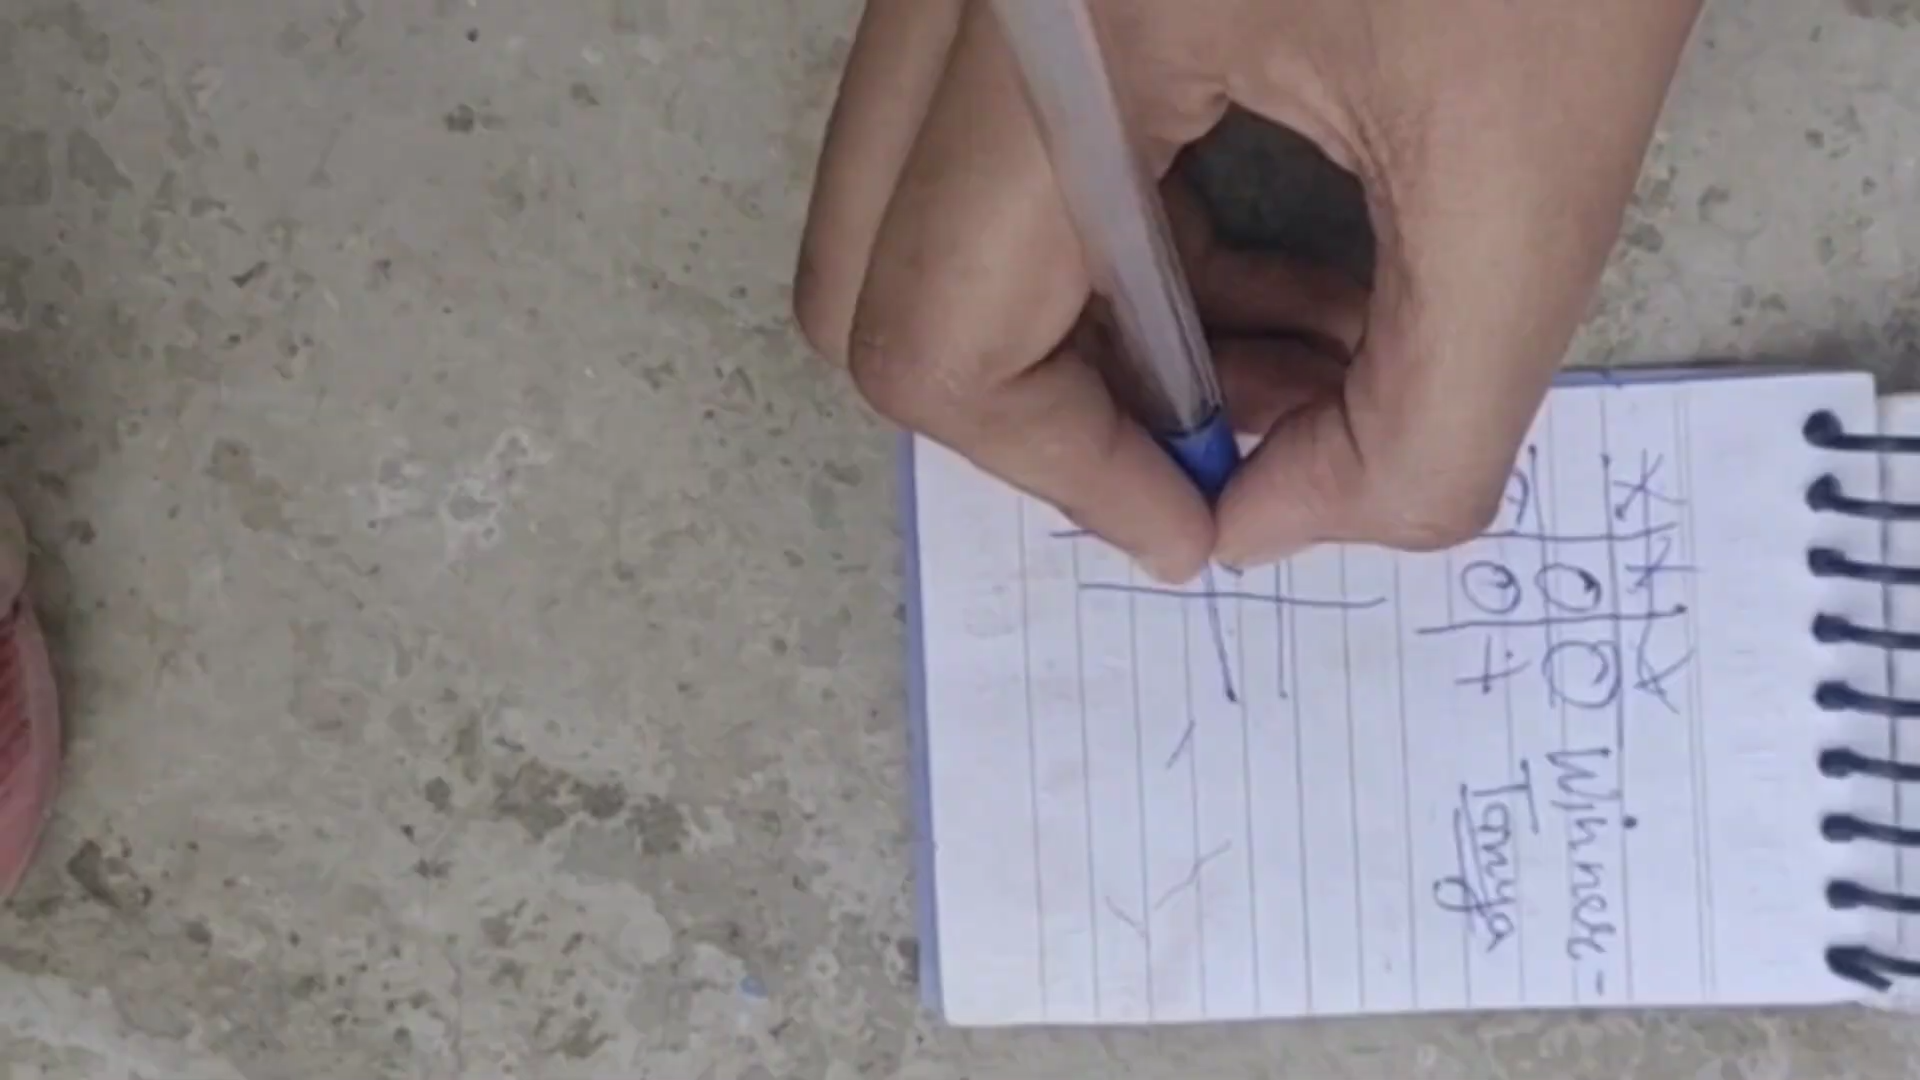 X X X
O O
X O X
Winner -
Tanya